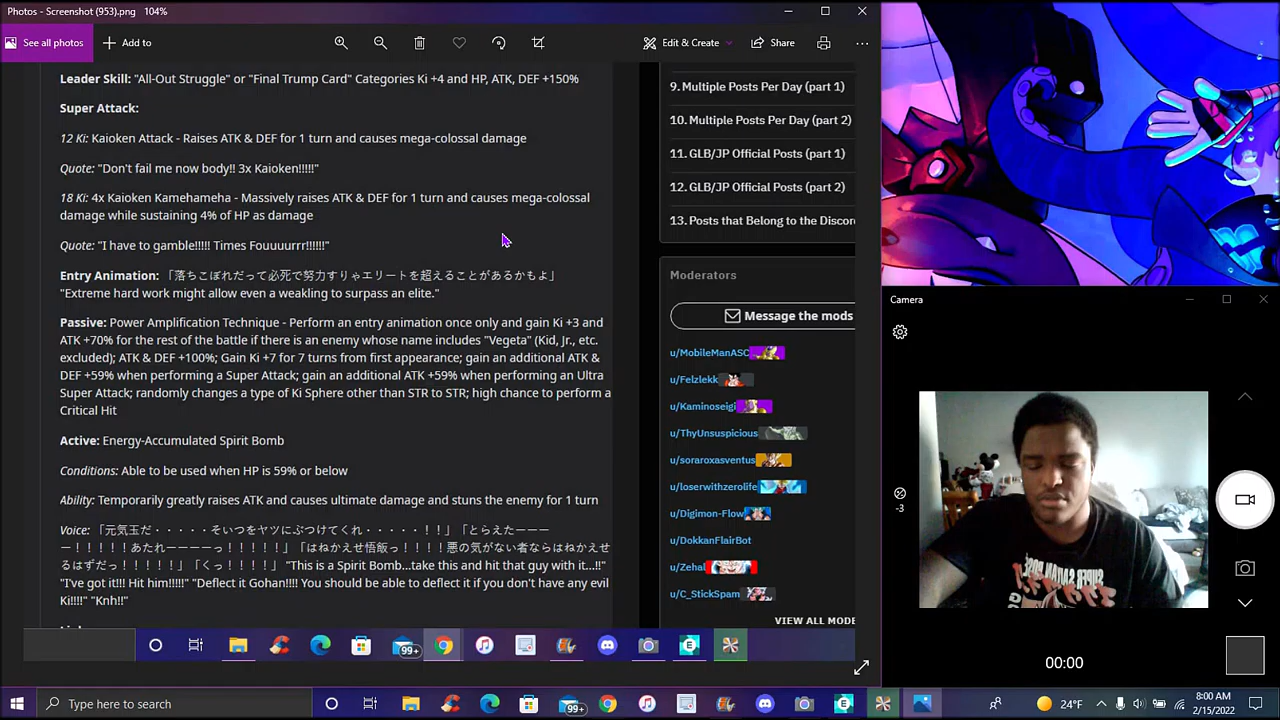 Photos - Screenshot (953).png 104%
See all photos
Add to
Edit & Create
Share
Leader Skill: "All-Out Struggle" or "Final Trump Card" Categories Ki +4 and HP, ATK, DEF +150%
Super Attack:
12 Ki: Kaioken Attack - Raises ATK & DEF for 1 turn and causes mega-colossal damage
Quote: "Don't fail me now body!! 3x Kaioken!!!!!"
18 Ki: 4x Kaioken Kamehameha - Massively raises ATK & DEF for 1 turn and causes mega-colossal
damage while sustaining 4% of HP as damage
Quote: "I have to gamble!!!!! Times Fouuuurrr!!!!!!"
Entry Animation: 「落ちこぼれだって必死で努力すりゃエリートを超えることがあるかもよ」
"Extreme hard work might allow even a weakling to surpass an elite."
Passive: Power Amplification Technique - Perform an entry animation once only and gain Ki +3 and
ATK +70% for the rest of the battle if there is an enemy whose name includes "Vegeta" (Kid, Jr., etc.
excluded); ATK & DEF +100%; Gain Ki +7 for 7 turns from first appearance; gain an additional ATK &
DEF +59% when performing a Super Attack; gain an additional ATK +59% when performing an Ultra
Super Attack; randomly changes a type of Ki Sphere other than STR to STR; high chance to perform a
Critical Hit
Active: Energy-Accumulated Spirit Bomb
Conditions: Able to be used when HP is 59% or below
Ability: Temporarily greatly raises ATK and causes ultimate damage and stuns the enemy for 1 turn
Voice: 「元気玉だ・・・・・そいつをヤツにぶつけてくれ・・・・・！！」「とらえたーーー
ー！！！！！あたれーーーーっ！！！！！」「はねかえせ悟飯っ！！！！悪の気がない者ならはねかえせ
るはずだっ！！！！！」「くっ！！！！」 "This is a Spirit Bomb...take this and hit that guy with it...!!"
"I've got it!!! Hit him!!!!!" "Deflect it Gohan!!!! You should be able to deflect it if you don't have any evil
Ki!!!!" "Knh!!"
9. Multiple Posts Per Day (part 1)
10. Multiple Posts Per Day (part 2)
11. GLB/JP Official Posts (part 1)
12. GLB/JP Official Posts (part 2)
13. Posts that Belong to the Discor
Moderators
Message the mods
u/MobileManASC
u/Felzlekk
u/Kaminoseigi
u/ThyUnsuspicious
u/soraroxasventus
u/loserwithzerolife
u/Digimon-Flow
u/DokkanFlairBot
u/Zehal
u/C_StickSpam
VIEW ALL MODE
99+
Camera
-3
00:00
Type here to search
99+
24°F
8:00 AM
2/15/2022